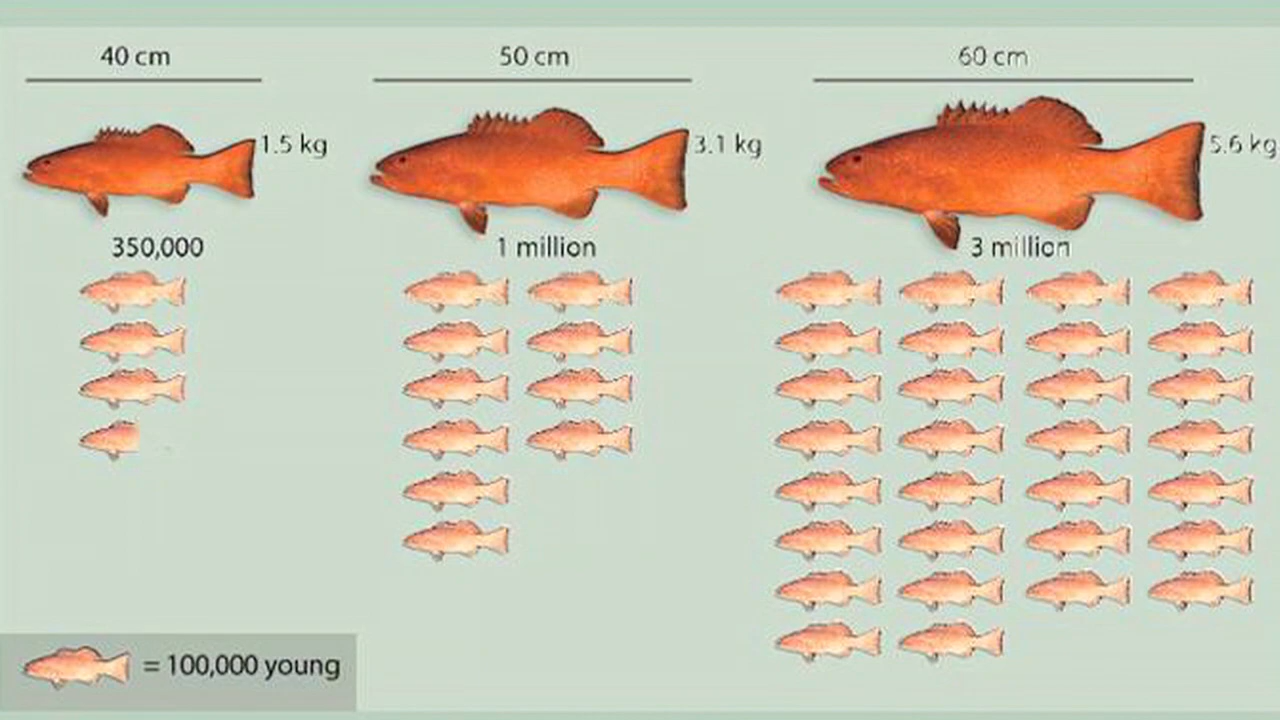 40 cm
50 cm
60 cm
1.5 kg
3.1 kg
5.6 kg
350,000
1 million
3 million
= 100,000 young